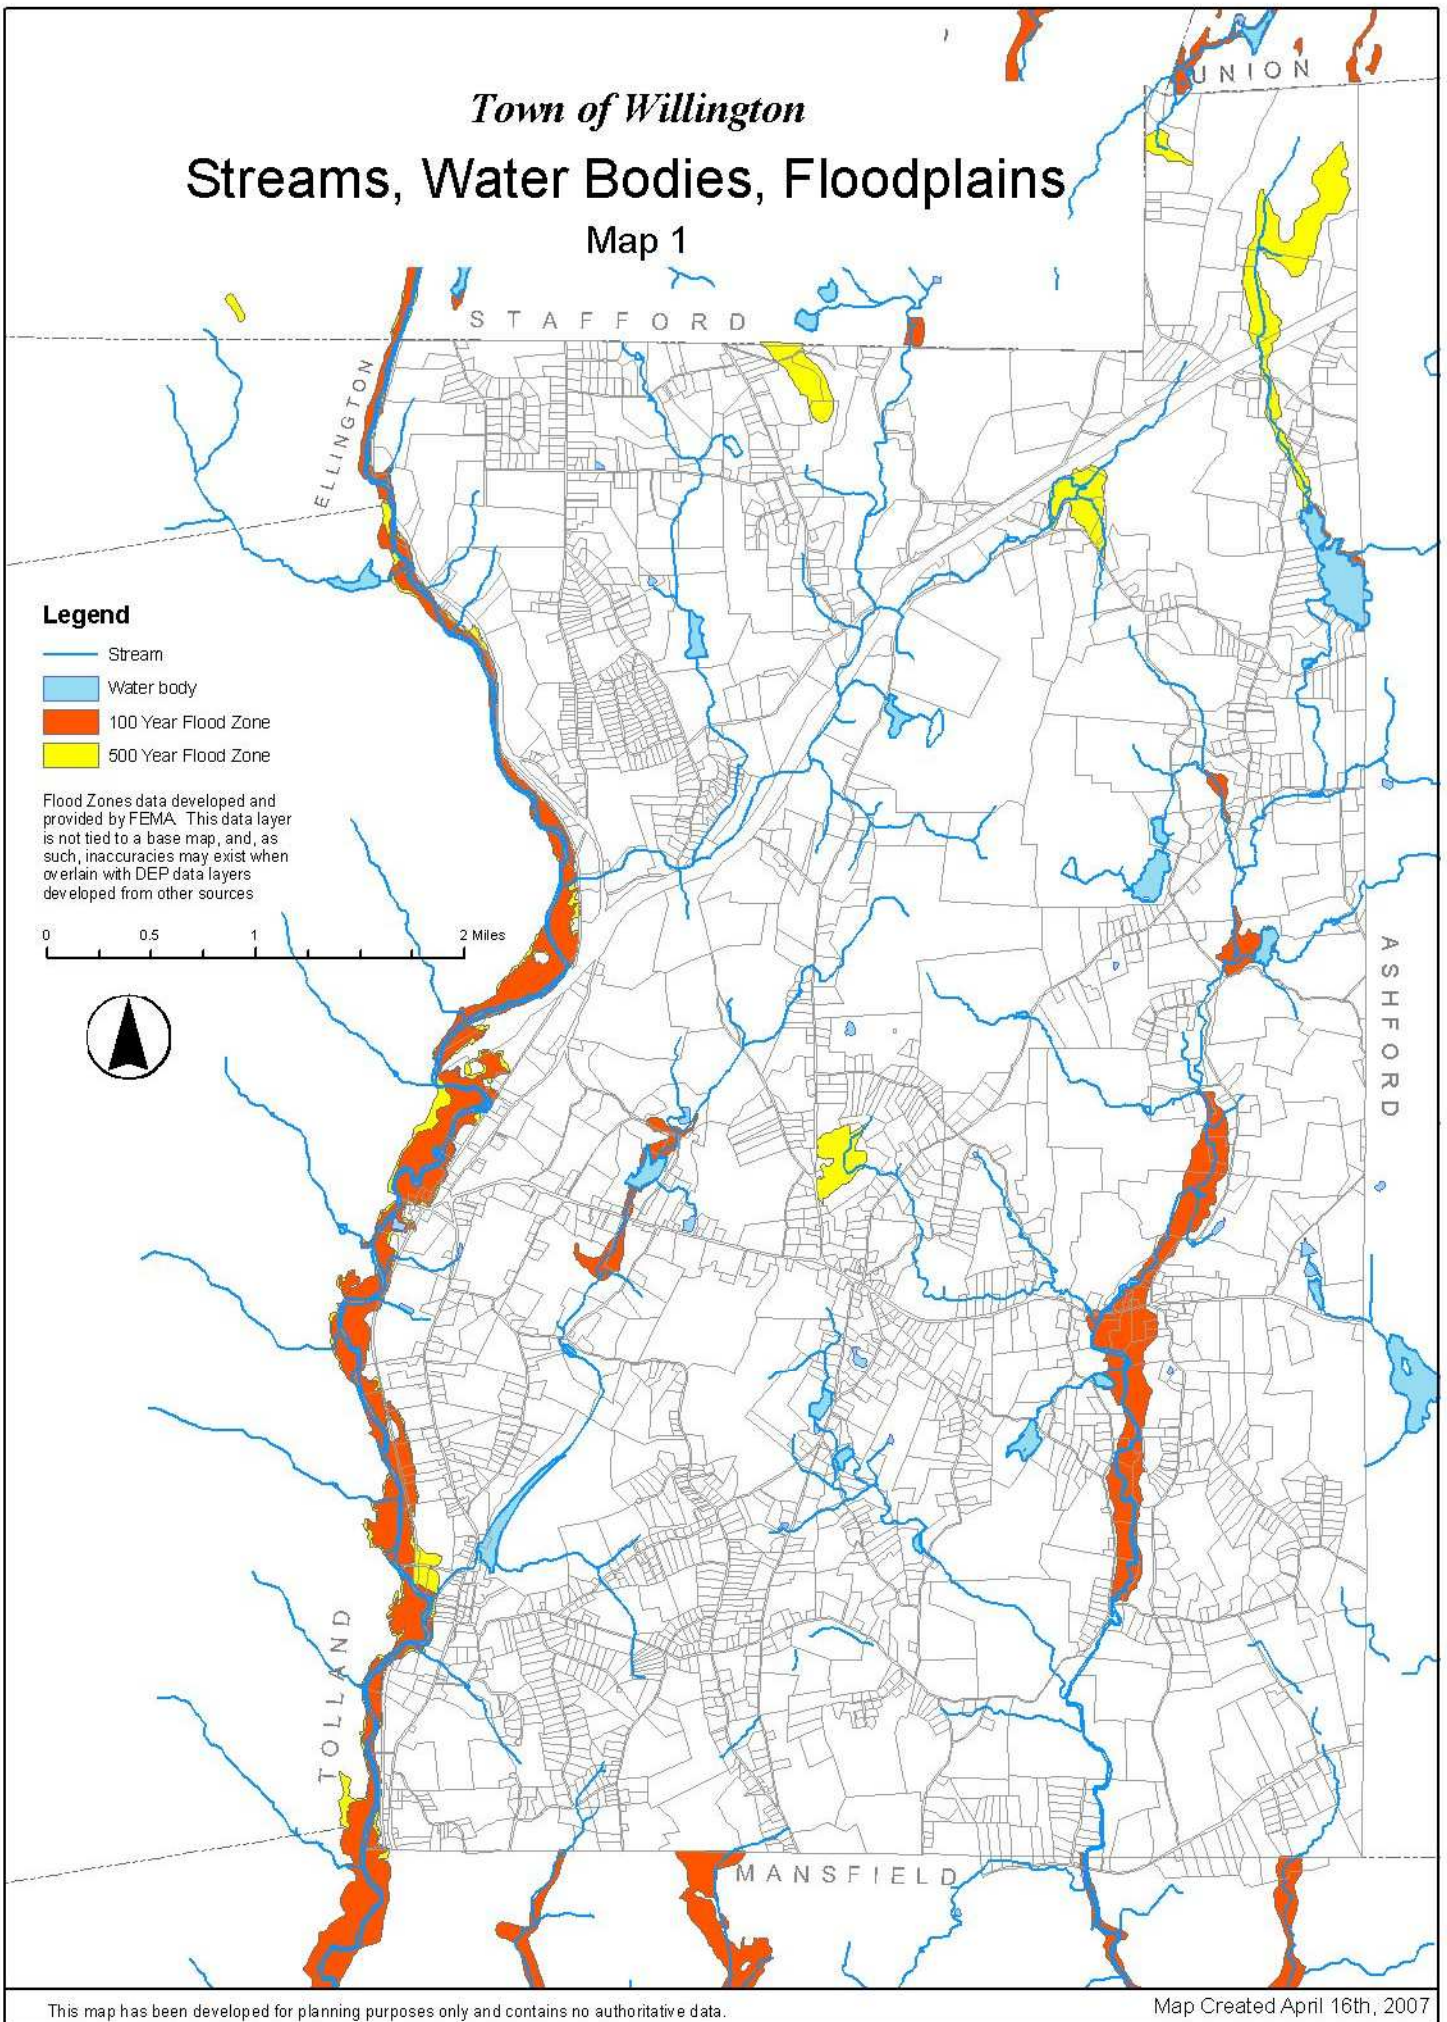 UNION
Town of Willington
Streams, Water Bodies, Floodplains
Map 1
STAFFORD
ELLINGTON
Legend
Stream
Water body
100 Year Flood Zone
500 Year Flood Zone
Flood Zones data developed and
provided by FEMA. This data layer
is not tied to a base map, and, as
such, inaccuracies may exist when
overlain with DEP data layers
developed from other sources
0 0.5 1 2 Miles
ASHFORD
TOLLAND
MANSFIELD
This map has been developed for planning purposes only and contains no authoritative data.
Map Created April 16th, 2007